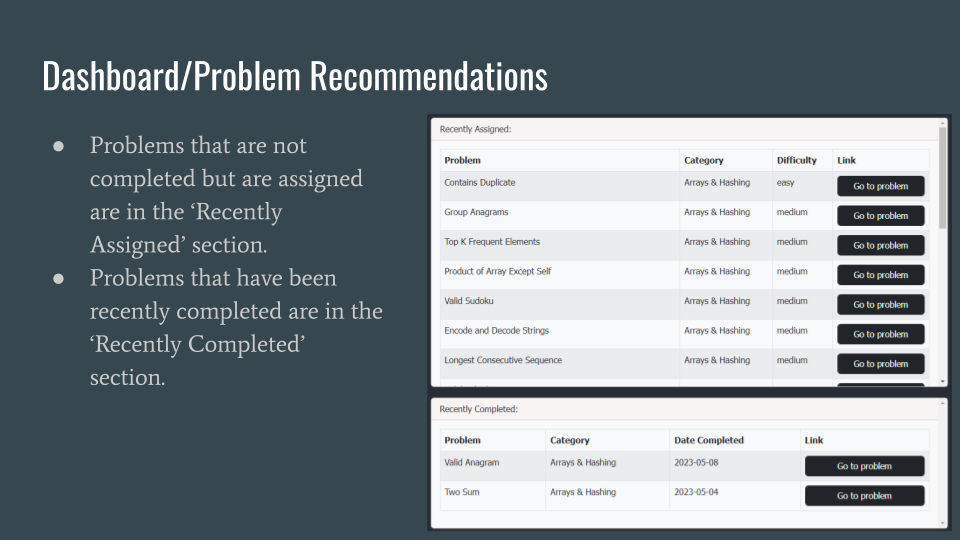 Dashboard/Problem Recommendations
● Problems that are not
completed but are assigned
are in the ‘Recently
Assigned’ section.
● Problems that have been
recently completed are in the
‘Recently Completed’
section.
Recently Assigned:
Problem Category Difficulty Link
Contains Duplicate Arrays & Hashing easy Go to problem
Group Anagrams Arrays & Hashing medium Go to problem
Top K Frequent Elements Arrays & Hashing medium Go to problem
Product of Array Except Self Arrays & Hashing medium Go to problem
Valid Sudoku Arrays & Hashing medium Go to problem
Encode and Decode Strings Arrays & Hashing medium Go to problem
Longest Consecutive Sequence Arrays & Hashing medium Go to problem
Recently Completed:
Problem Category Date Completed Link
Valid Anagram Arrays & Hashing 2023-05-08 Go to problem
Two Sum Arrays & Hashing 2023-05-04 Go to problem